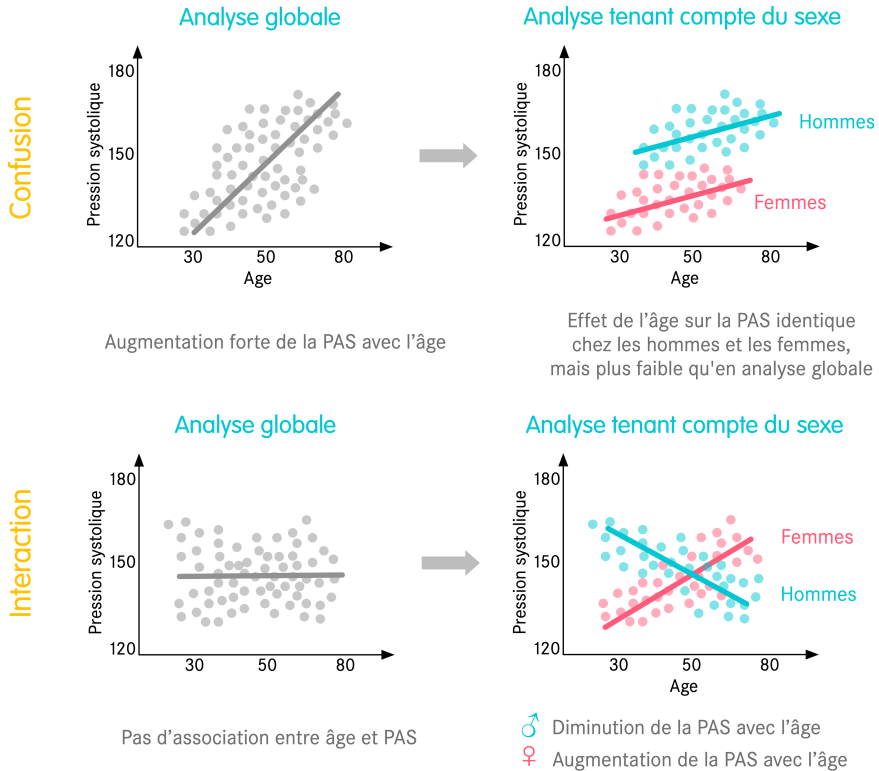 Analyse globale
Analyse tenant compte du sexe
Confusion
Pression systolique
180
150
120
30
50
80
Age
Pression systolique
180
150
120
30
50
80
Age
Hommes
Femmes
Augmentation forte de la PAS avec l'âge
Effet de l'âge sur la PAS identique
chez les hommes et les femmes,
mais plus faible qu'en analyse globale
Analyse globale
Analyse tenant compte du sexe
Interaction
Pression systolique
180
150
120
30
50
80
Pression systolique
180
150
120
30
50
80
Age
Femmes
Hommes
Pas d'association entre âge et PAS
♂ Diminution de la PAS avec l'âge
♀ Augmentation de la PAS avec l'âge